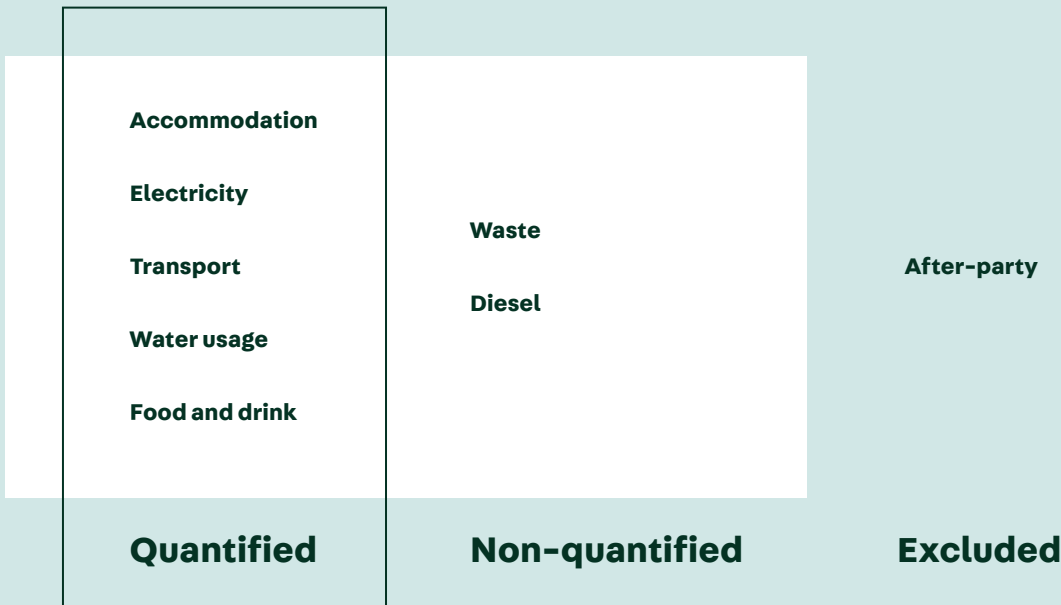 Accommodation
Electricity
Transport
Water usage
Food and drink
Quantified
Waste
Diesel
Non-quantified
After-party
Excluded